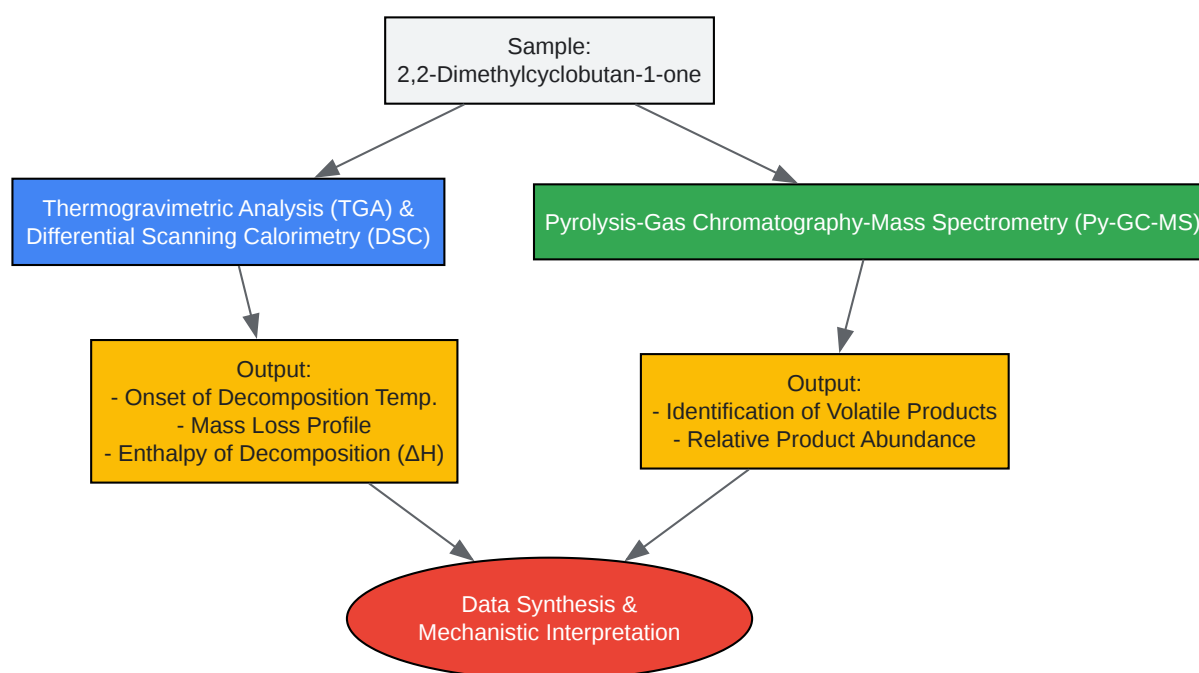 Sample:
2,2-Dimethylcyclobutan-1-one
Thermogravimetric Analysis (TGA) &
Differential Scanning Calorimetry (DSC)
Pyrolysis-Gas Chromatography-Mass Spectrometry (Py-GC-MS)
Output:
- Onset of Decomposition Temp.
- Mass Loss Profile
- Enthalpy of Decomposition (ΔH)
Output:
- Identification of Volatile Products
- Relative Product Abundance
Data Synthesis &
Mechanistic Interpretation